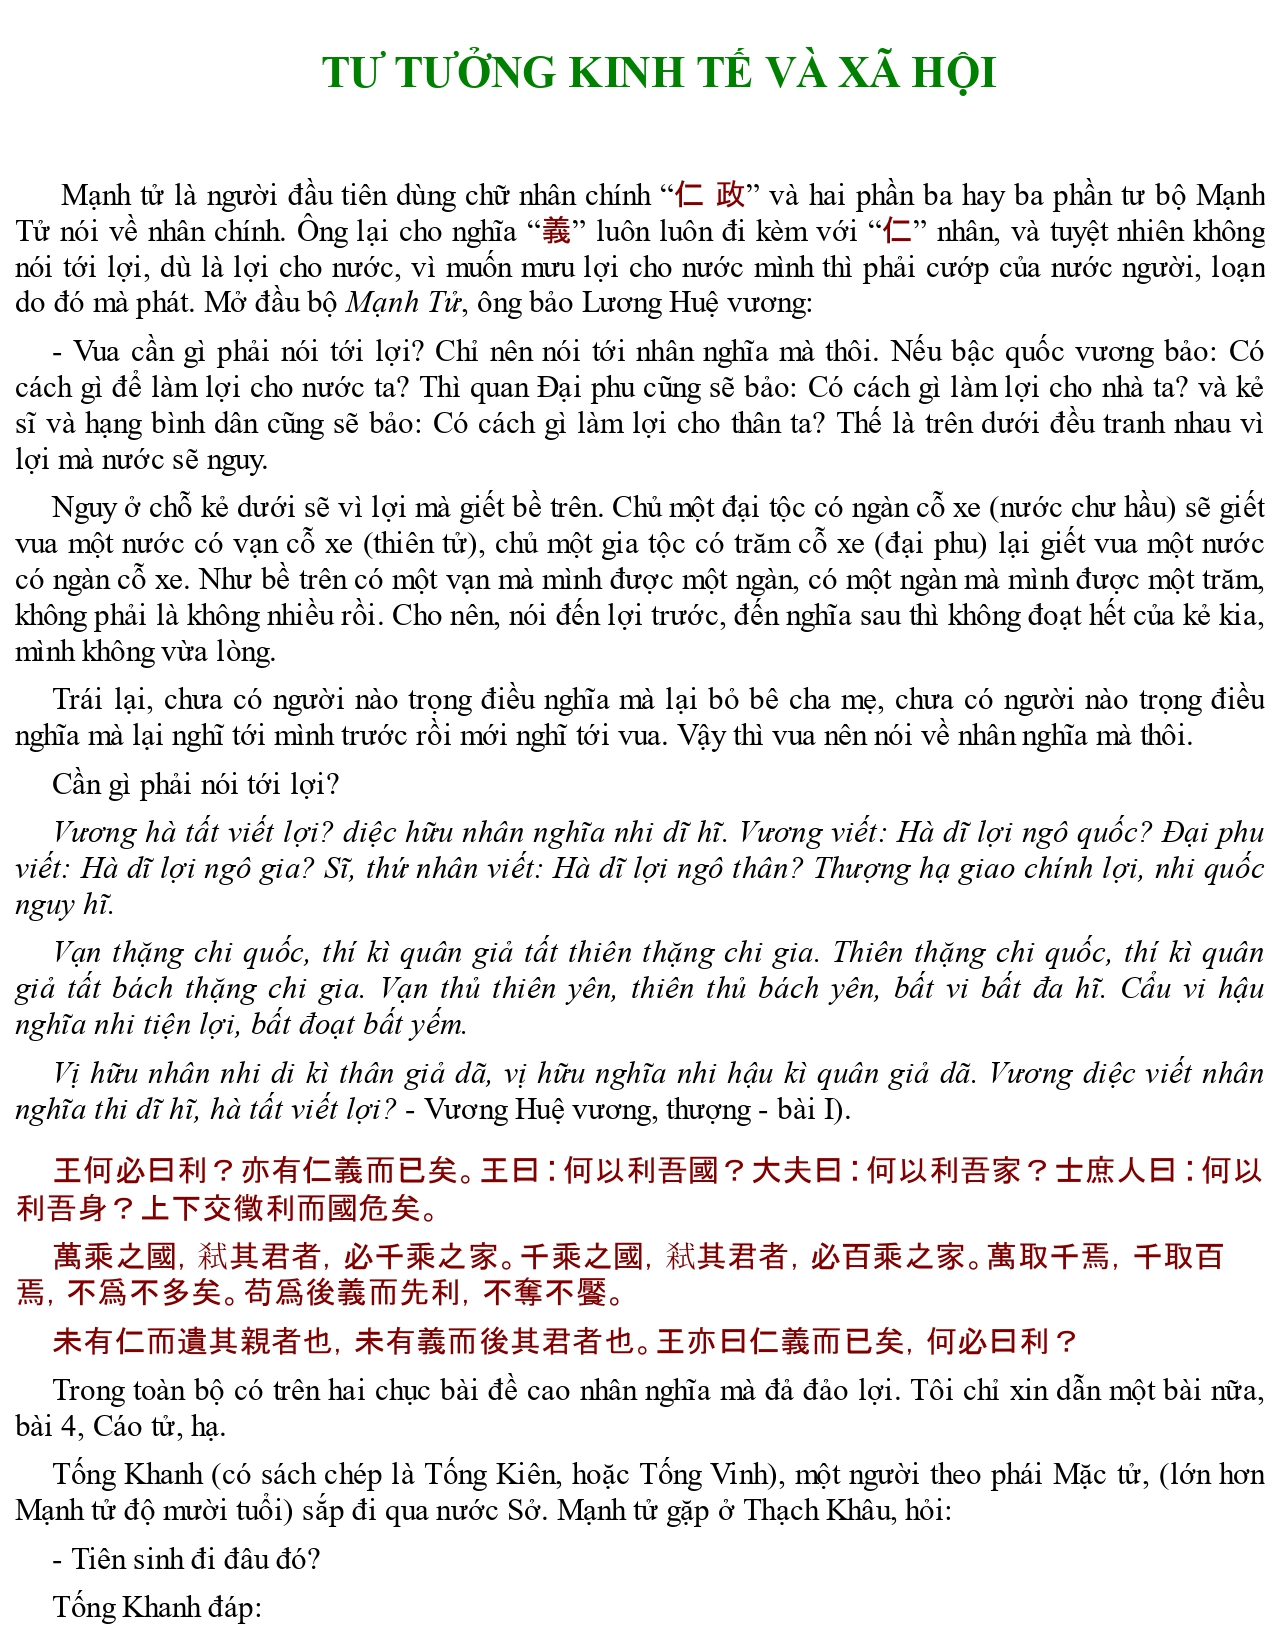 TƯ TƯỞNG KINH TẾ VÀ XÃ HỘI
Mạnh tử là người đầu tiên dùng chữ nhân chính “仁 政” và hai phần ba hay ba phần tư bộ Mạnh
Tử nói về nhân chính. Ông lại cho nghĩa “義” luôn luôn đi kèm với “仁” nhân, và tuyệt nhiên không
nói tới lợi, dù là lợi cho nước, vì muốn mưu lợi cho nước mình thì phải cướp của nước người, loạn
do đó mà phát. Mở đầu bộ Mạnh Tử, ông bảo Lương Huệ vương:
- Vua cần gì phải nói tới lợi? Chỉ nên nói tới nhân nghĩa mà thôi. Nếu bậc quốc vương bảo: Có
cách gì để làm lợi cho nước ta? Thì quan Đại phu cũng sẽ bảo: Có cách gì làm lợi cho nhà ta? và kẻ
sĩ và hạng bình dân cũng sẽ bảo: Có cách gì làm lợi cho thân ta? Thế là trên dưới đều tranh nhau vì
lợi mà nước sẽ nguy.
Nguy ở chỗ kẻ dưới sẽ vì lợi mà giết bề trên. Chủ một đại tộc có ngàn cỗ xe (nước chư hầu) sẽ giết
vua một nước có vạn cỗ xe (thiên tử), chủ một gia tộc có trăm cỗ xe (đại phu) lại giết vua một nước
có ngàn cỗ xe. Như bề trên có một vạn mà mình được một ngàn, có một ngàn mà mình được một trăm,
không phải là không nhiều rồi. Cho nên, nói đến lợi trước, đến nghĩa sau thì không đoạt hết của kẻ kia,
mình không vừa lòng.
Trái lại, chưa có người nào trọng điều nghĩa mà lại bỏ bê cha mẹ, chưa có người nào trọng điều
nghĩa mà lại nghĩ tới mình trước rồi mới nghĩ tới vua. Vậy thì vua nên nói về nhân nghĩa mà thôi.
Cần gì phải nói tới lợi?
Vương hà tất viết lợi? diệc hữu nhân nghĩa nhi dĩ hĩ. Vương viết: Hà dĩ lợi ngô quốc? Đại phu
viết: Hà dĩ lợi ngô gia? Sĩ, thứ nhân viết: Hà dĩ lợi ngô thân? Thượng hạ giao chính lợi, nhi quốc
nguy hĩ.
Vạn thặng chi quốc, thí kì quân giả tất thiên thặng chi gia. Thiên thặng chi quốc, thí kì quân
giả tất bách thặng chi gia. Vạn thủ thiên yên, thiên thủ bách yên, bất vi bất đa hĩ. Cẩu vi hậu
nghĩa nhi tiện lợi, bất đoạt bất yếm.
Vị hữu nhân nhi di kì thân giả dã, vị hữu nghĩa nhi hậu kì quân giả dã. Vương diệc viết nhân
nghĩa thi dĩ hĩ, hà tất viết lợi? - Vương Huệ vương, thượng - bài I).
王何必曰利？亦有仁義而已矣。王曰：何以利吾國？大夫曰：何以利吾家？士庶人曰：何以
利吾身？上下交徵利而國危矣。
萬乘之國，弒其君者，必千乘之家。千乘之國，弒其君者，必百乘之家。萬取千焉，千取百
焉，不爲不多矣。苟爲後義而先利，不奪不饜。
未有仁而遺其親者也，未有義而後其君者也。王亦曰仁義而已矣，何必曰利？
Trong toàn bộ có trên hai chục bài đề cao nhân nghĩa mà đả đảo lợi. Tôi chỉ xin dẫn một bài nữa,
bài 4, Cáo tử, hạ.
Tống Khanh (có sách chép là Tống Kiên, hoặc Tống Vinh), một người theo phái Mặc tử, (lớn hơn
Mạnh tử độ mười tuổi) sắp đi qua nước Sở. Mạnh tử gặp ở Thạch Khâu, hỏi:
- Tiên sinh đi đâu đó?
Tống Khanh đáp: